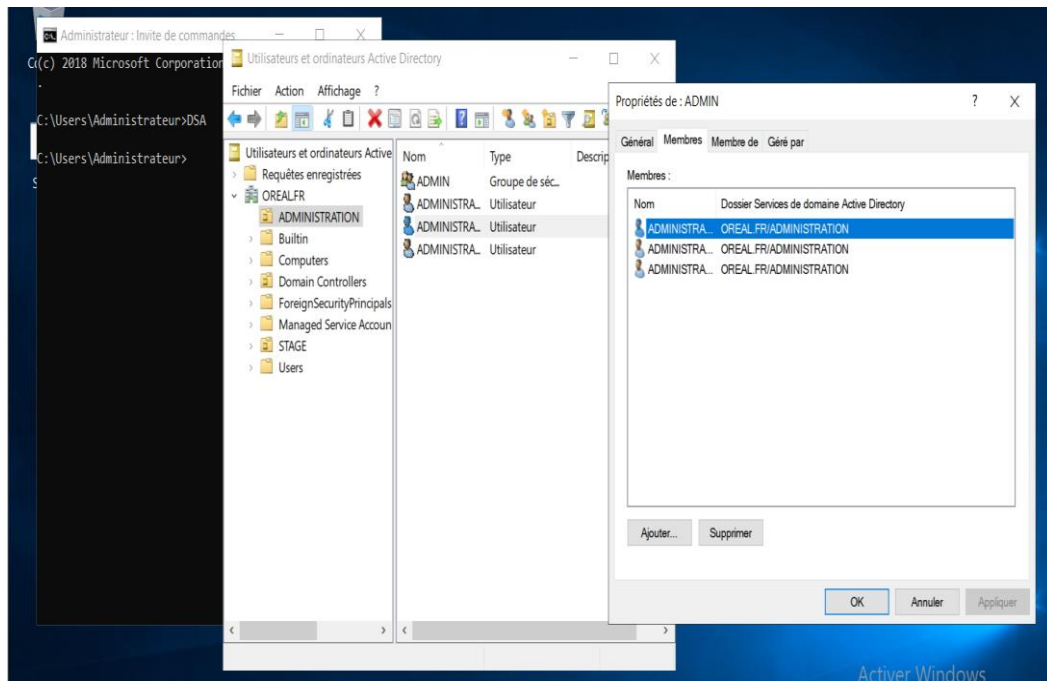 Administrateur : Invite de commandes
(c) 2018 Microsoft Corporation
.
C:\Users\Administrateur>DSA
C:\Users\Administrateur>
Utilisateurs et ordinateurs Active Directory
Fichier Action Affichage ?
Utilisateurs et ordinateurs Active
Requêtes enregistrées
OREAL.FR
ADMINISTRATION
Builtin
Computers
Domain Controllers
ForeignSecurityPrincipals
Managed Service Accoun
STAGE
Users
Nom Type Descrip
ADMIN Groupe de séc...
ADMINISTRA... Utilisateur
ADMINISTRA... Utilisateur
ADMINISTRA... Utilisateur
Propriétés de : ADMIN ? X
Général Membres Membre de Géré par
Membres :
Nom Dossier Services de domaine Active Directory
ADMINISTRA... OREAL.FR/ADMINISTRATION
ADMINISTRA... OREAL.FR/ADMINISTRATION
ADMINISTRA... OREAL.FR/ADMINISTRATION
Ajouter... Supprimer
OK Annuler Appliquer
Activer Windows